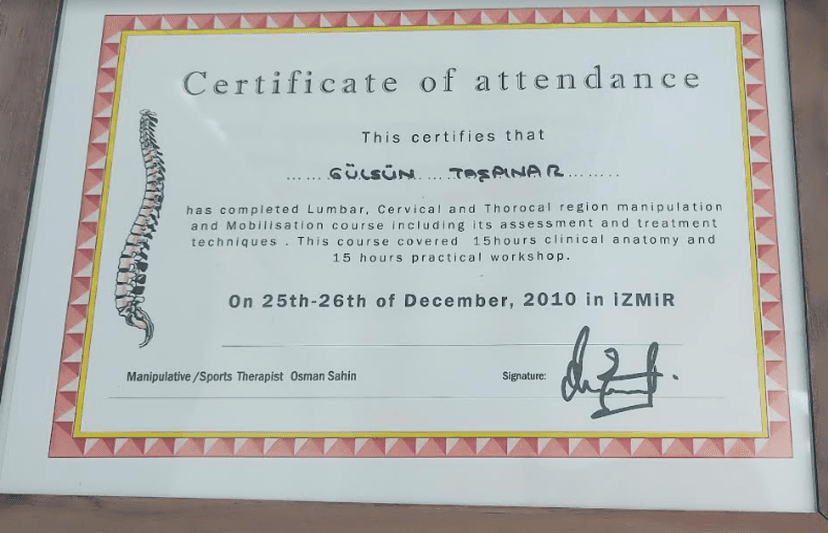 Certificate of attendance
This certifies that
...... GÜLSÜN ... TAŞPINAR .......
has completed Lumbar, Cervical and Thorocal region manipulation
and Mobilisation course including its assessment and treatment
techniques . This course covered 15hours clinical anatomy and
15 hours practical workshop.
On 25th-26th of December, 2010 in iZMiR
Manipulative /Sports Therapist Osman Sahin Signature: